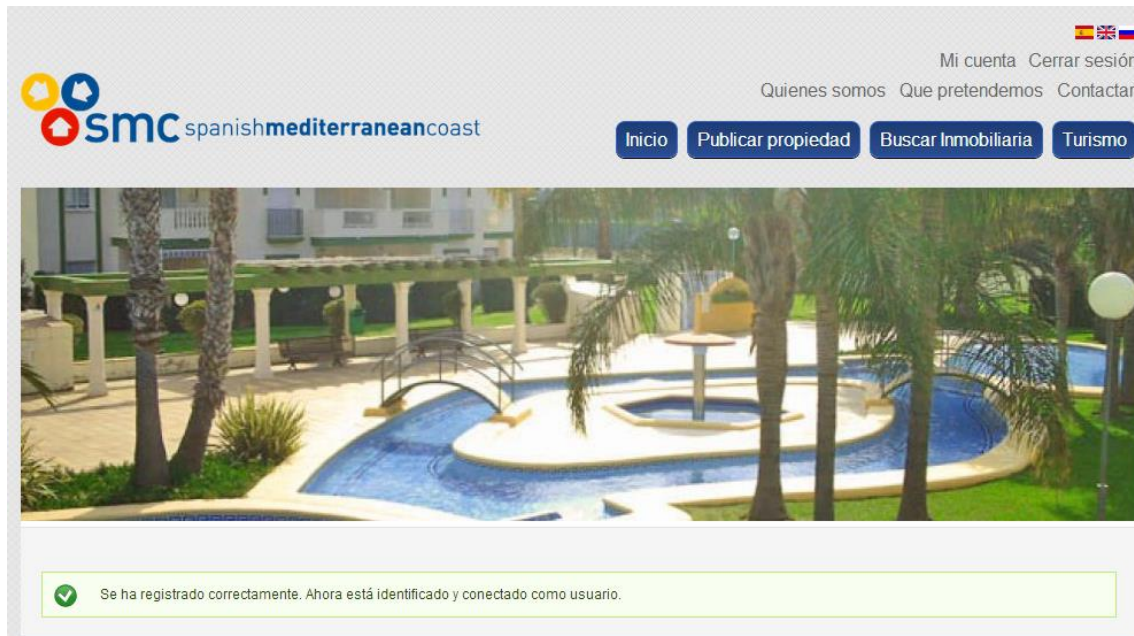 Mi cuenta Cerrar sesión
Quienes somos Que pretendemos Contactar
smc spanishmediterraneancoast
Inicio Publicar propiedad Buscar Inmobiliaria Turismo
Se ha registrado correctamente. Ahora está identificado y conectado como usuario.